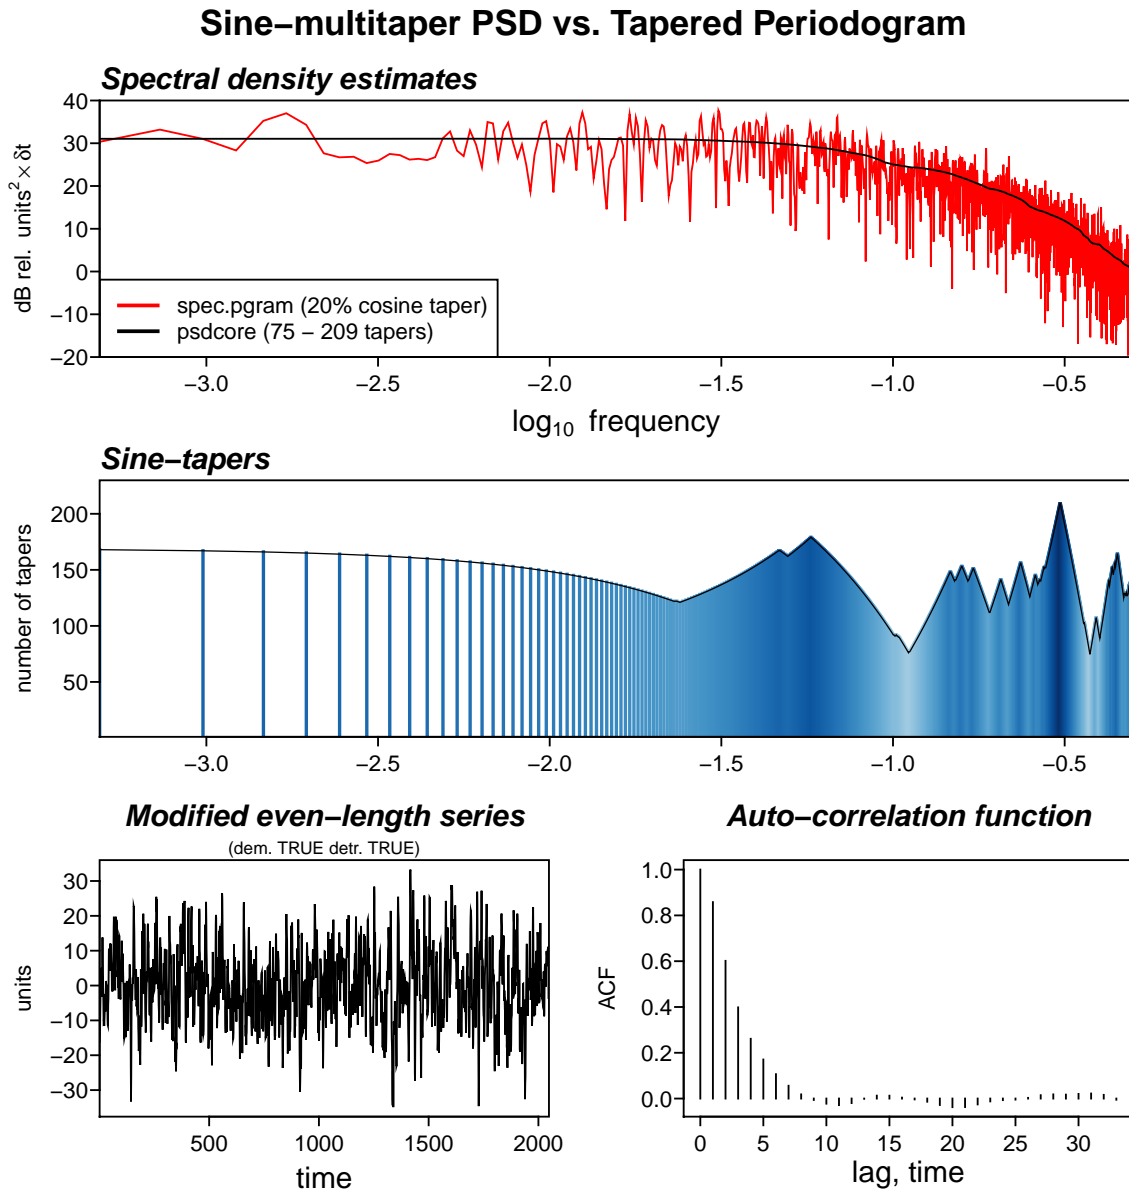 Sine−multitaper PSD vs. Tapered Periodogram
Spectral density estimates
dB rel. units² × δt
40
30
20
10
0
−10
−20
spec.pgram (20% cosine taper)
psdcore (75 − 209 tapers)
−3.0 −2.5 −2.0 −1.5 −1.0 −0.5
log₁₀ frequency
Sine−tapers
number of tapers
200
150
100
50
−3.0 −2.5 −2.0 −1.5 −1.0 −0.5
Modified even−length series
(dem. TRUE detr. TRUE)
units
30
20
10
0
−10
−20
−30
500 1000 1500 2000
time
Auto−correlation function
ACF
1.0
0.8
0.6
0.4
0.2
0.0
0 5 10 15 20 25 30
lag, time